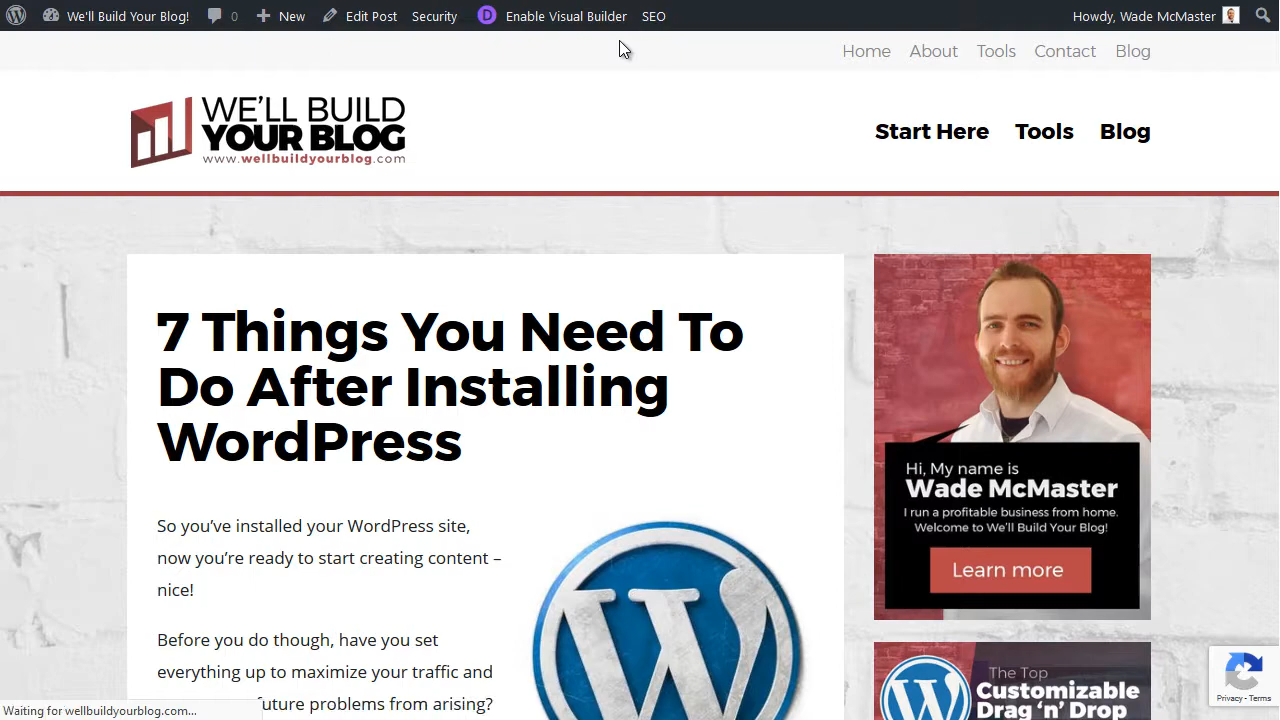 We'll Build Your Blog! 0 New Edit Post Security D Enable Visual Builder SEO Howdy, Wade McMaster
Home About Tools Contact Blog
WE'LL BUILD
YOUR BLOG
www.wellbuildyourblog.com
Start Here Tools Blog
7 Things You Need To
Do After Installing
WordPress
So you've installed your WordPress site,
now you're ready to start creating content –
nice!
Before you do though, have you set
everything up to maximize your traffic and
future problems from arising?
Hi, My name is
Wade McMaster
I run a profitable business from home.
Welcome to We'll Build Your Blog!
Learn more
The Top
Customizable
Drag 'n' Drop
Privacy - Terms
Waiting for wellbuildyourblog.com...